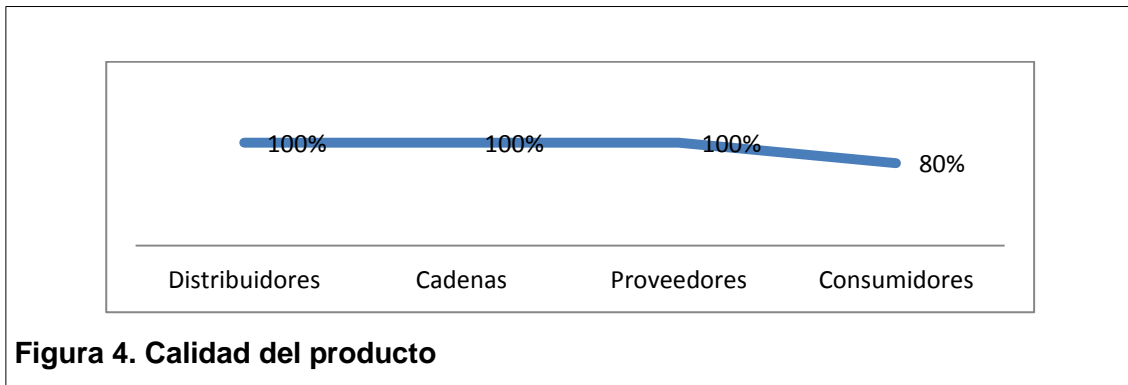 100% 100% 100% 80%
Distribuidores Cadenas Proveedores Consumidores
Figura 4. Calidad del producto